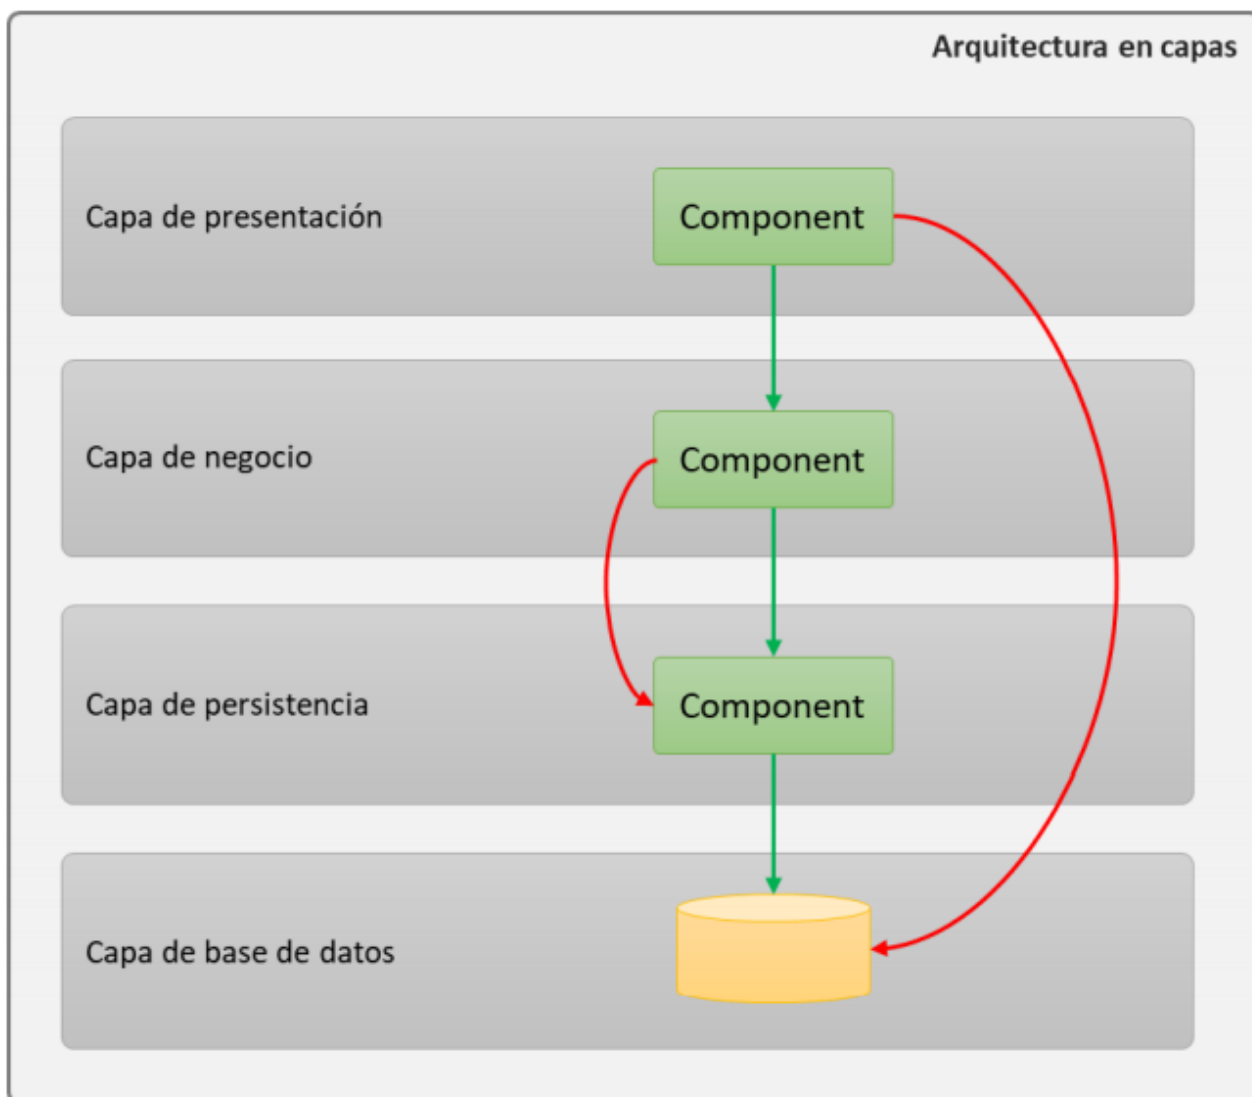 Arquitectura en capas
Capa de presentación
Component
Capa de negocio
Component
Capa de persistencia
Component
Capa de base de datos